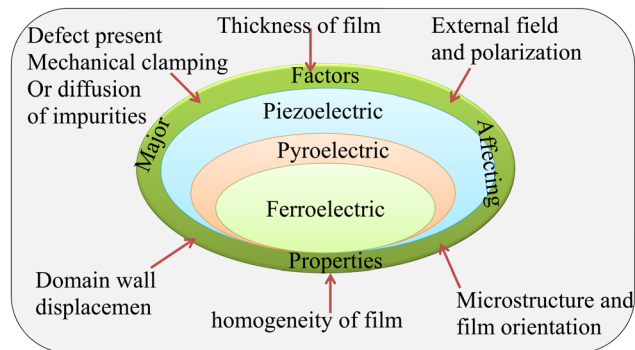 Thickness of film
External field
and polarization
Defect present
Mechanical clamping
Or diffusion
of impurities
Major
Factors
Affecting
Properties
Piezoelectric
Pyroelectric
Ferroelectric
Domain wall
displacemen
homogeneity of film
Microstructure and
film orientation